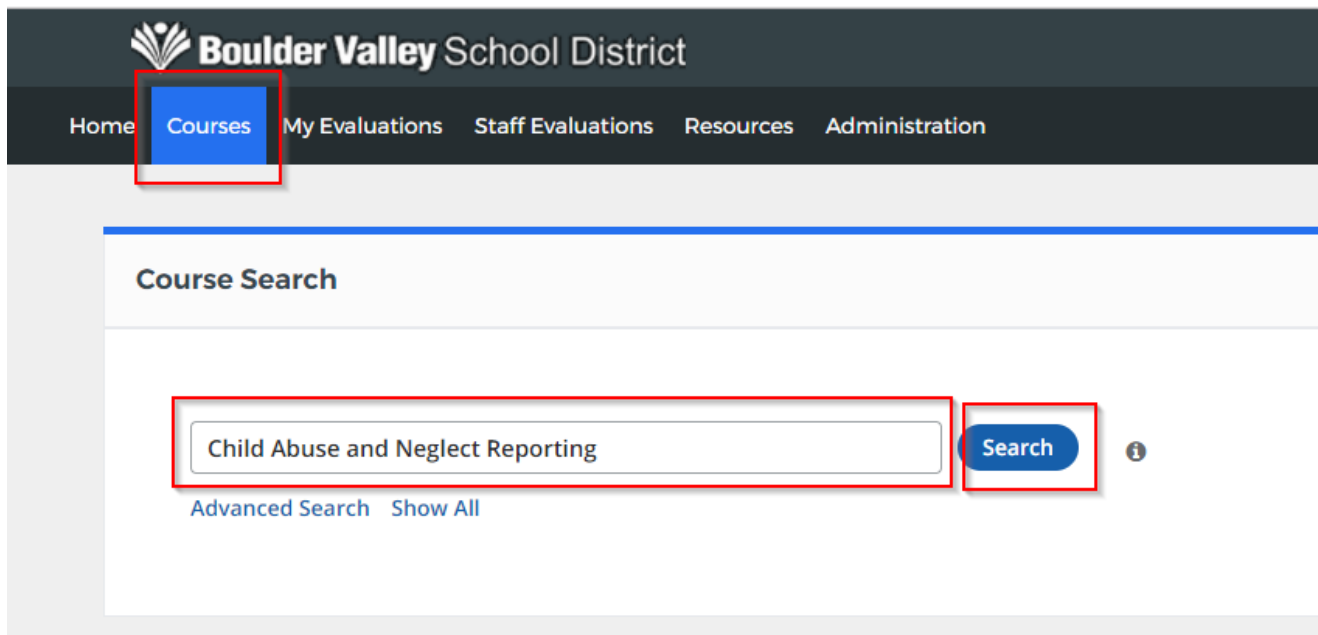 Boulder Valley School District
Home Courses My Evaluations Staff Evaluations Resources Administration
Course Search
Child Abuse and Neglect Reporting Search
Advanced Search Show All